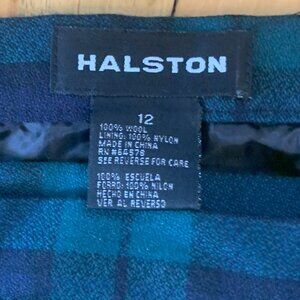 HALSTON
12
100% WOOL
LINING: 100% NYLON
MADE IN CHINA
RN #64578
SEE REVERSE FOR CARE
100% ESCUELA
FORRO: 100% NILON
HECHO EN CHINA
VER AL REVERSO